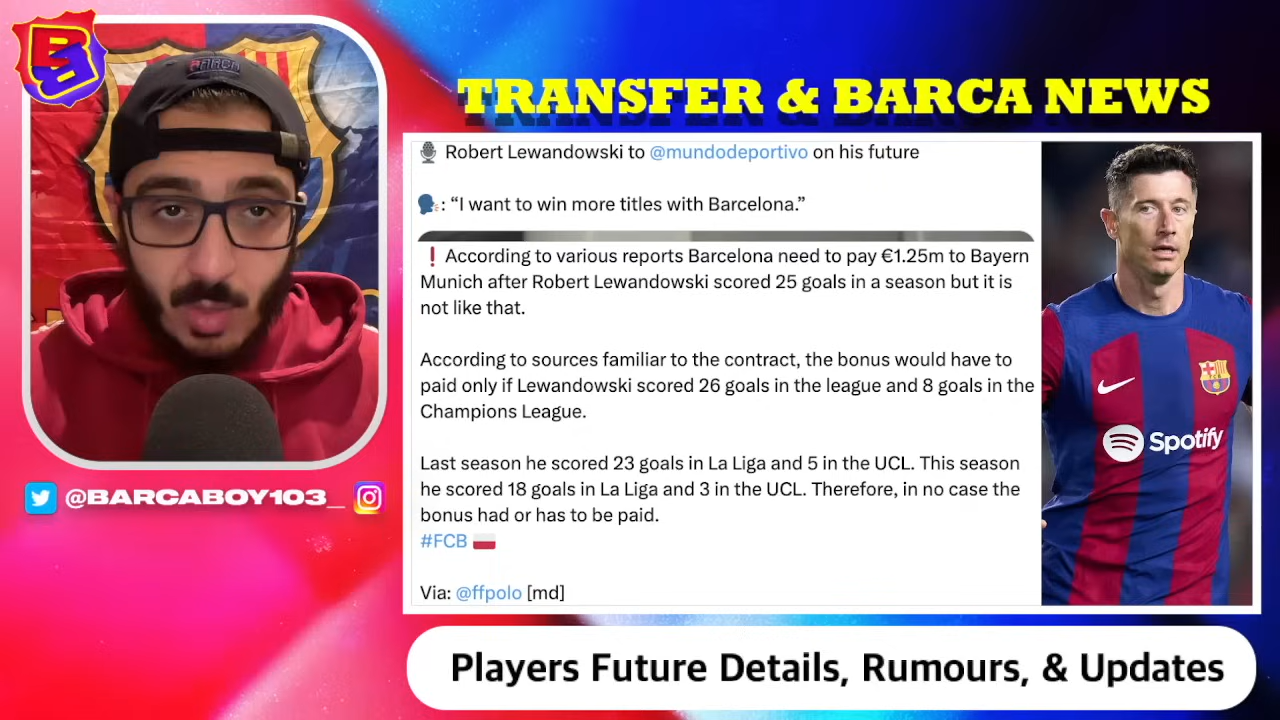 BB
BARCA
TRANSFER & BARCA NEWS
Robert Lewandowski to @mundodeportivo on his future
: “I want to win more titles with Barcelona.”
According to various reports Barcelona need to pay €1.25m to Bayern
Munich after Robert Lewandowski scored 25 goals in a season but it is
not like that.
According to sources familiar to the contract, the bonus would have to
paid only if Lewandowski scored 26 goals in the league and 8 goals in the
Champions League.
Last season he scored 23 goals in La Liga and 5 in the UCL. This season
he scored 18 goals in La Liga and 3 in the UCL. Therefore, in no case the
bonus had or has to be paid.
#FCB
Via: @ffpolo [md]
Spotify
@BARCABOY103_
Players Future Details, Rumours, & Updates